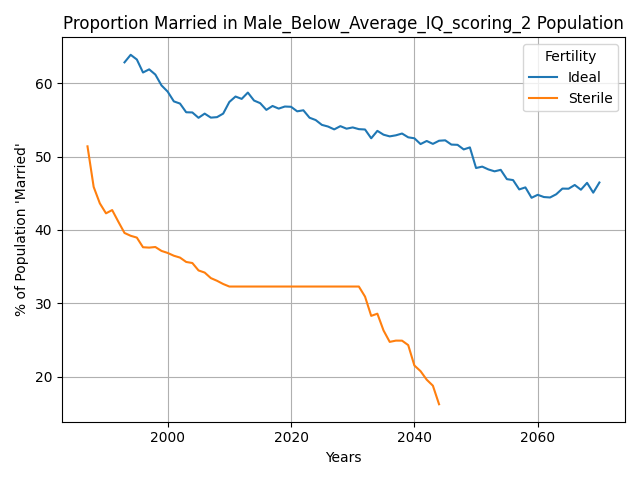 Proportion Married in Male_Below_Average_IQ_scoring_2 Population
% of Population 'Married'
60
50
40
30
20
Fertility
Ideal
Sterile
2000
2020
2040
2060
Years